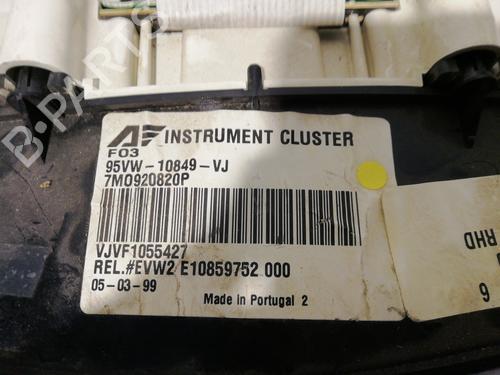 AF INSTRUMENT CLUSTER
F03
95VW-10849-VJ
7M0920820P
VJVF1055427
REL.#EVW2 E10859752 000
05-03-99
Made in Portugal 2
RHD
6
B-PARTS